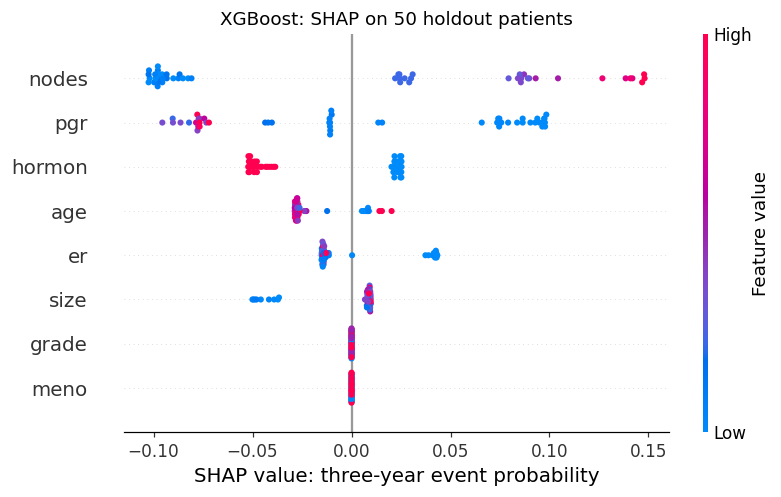 XGBoost: SHAP on 50 holdout patients
High
nodes
pgr
hormon
age
er
size
grade
meno
Feature value
Low
−0.10 −0.05 0.00 0.05 0.10 0.15
SHAP value: three-year event probability